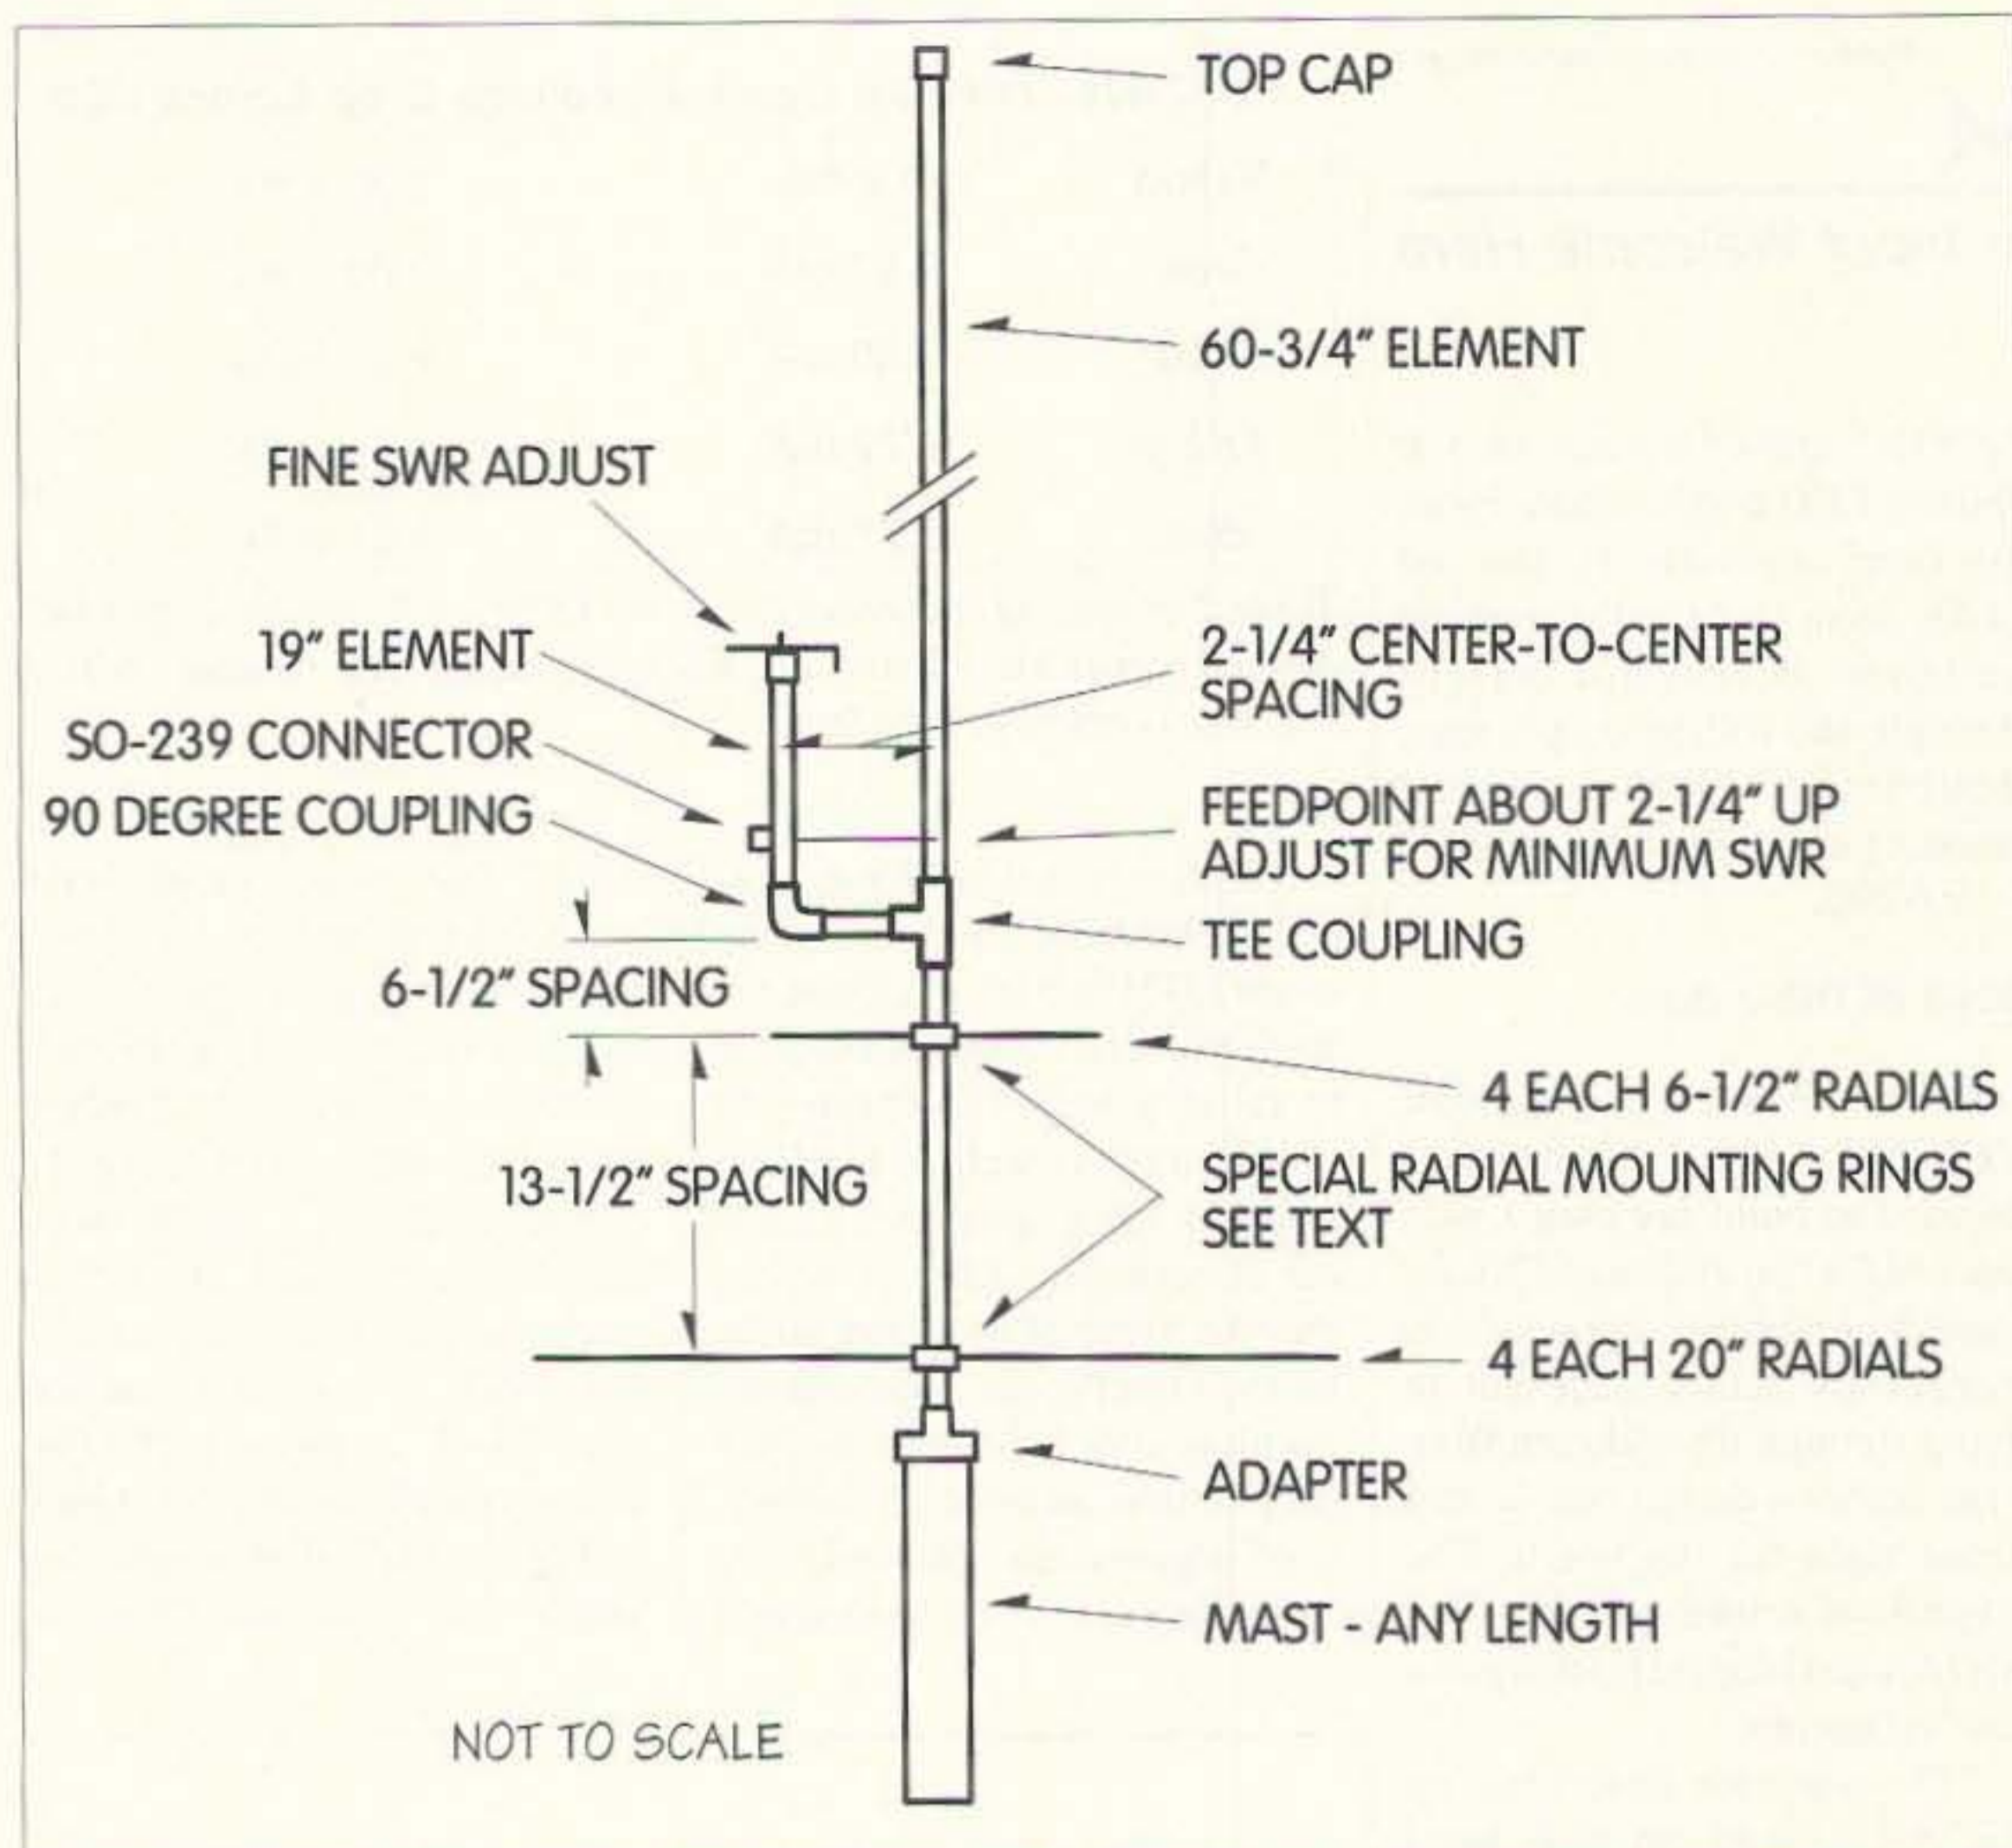 TOP CAP
60-3/4" ELEMENT
FINE SWR ADJUST
19" ELEMENT
2-1/4" CENTER-TO-CENTER
SPACING
SO-239 CONNECTOR
90 DEGREE COUPLING
FEEDPOINT ABOUT 2-1/4" UP
ADJUST FOR MINIMUM SWR
TEE COUPLING
6-1/2" SPACING
4 EACH 6-1/2" RADIALS
13-1/2" SPACING
SPECIAL RADIAL MOUNTING RINGS
SEE TEXT
4 EACH 20" RADIALS
ADAPTER
MAST - ANY LENGTH
NOT TO SCALE